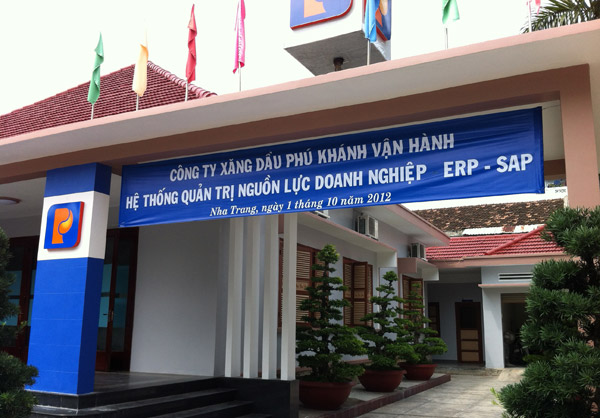 CÔNG TY XĂNG DẦU PHÚ KHÁNH VẬN HÀNH
HỆ THỐNG QUẢN TRỊ NGUỒN LỰC DOANH NGHIỆP ERP - SAP
Nha Trang, ngày 1 tháng 10 năm 2012